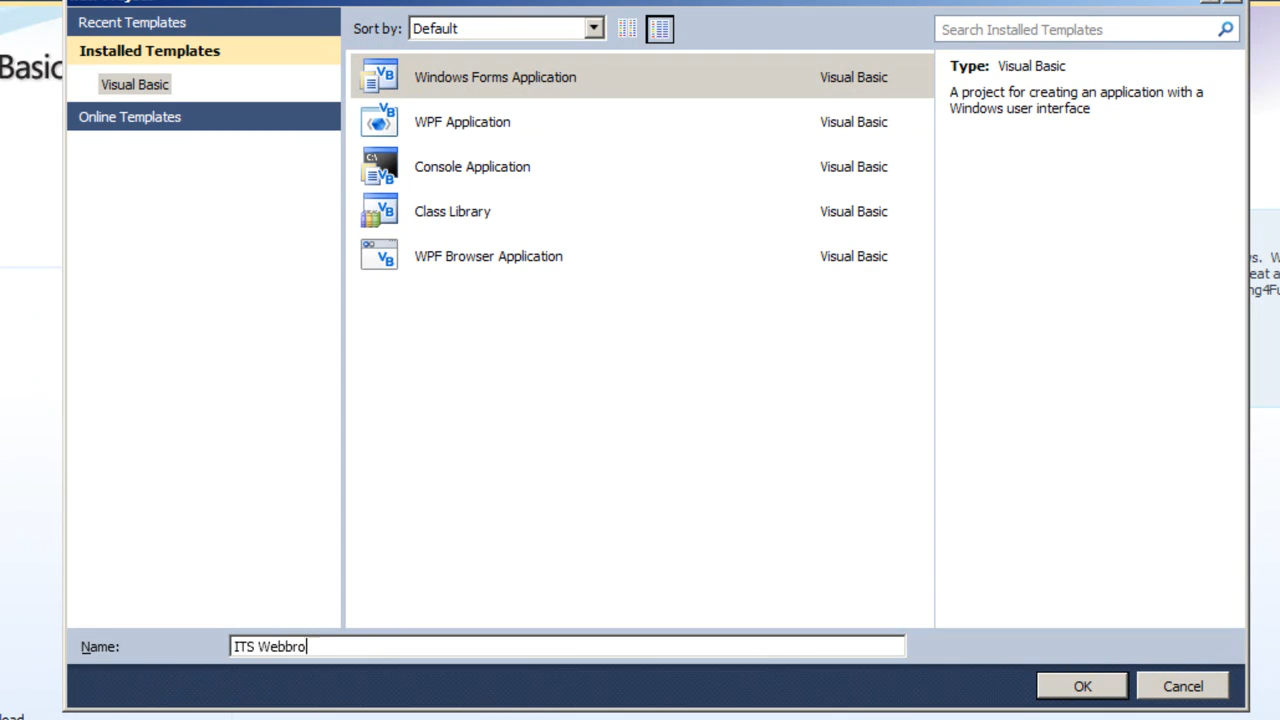 Recent Templates
Installed Templates
Visual Basic
Online Templates
Sort by: Default
Windows Forms Application Visual Basic
WPF Application Visual Basic
Console Application Visual Basic
Class Library Visual Basic
WPF Browser Application Visual Basic
Search Installed Templates
Type: Visual Basic
A project for creating an application with a
Windows user interface
Name: ITS Webbro
OK Cancel
Basic